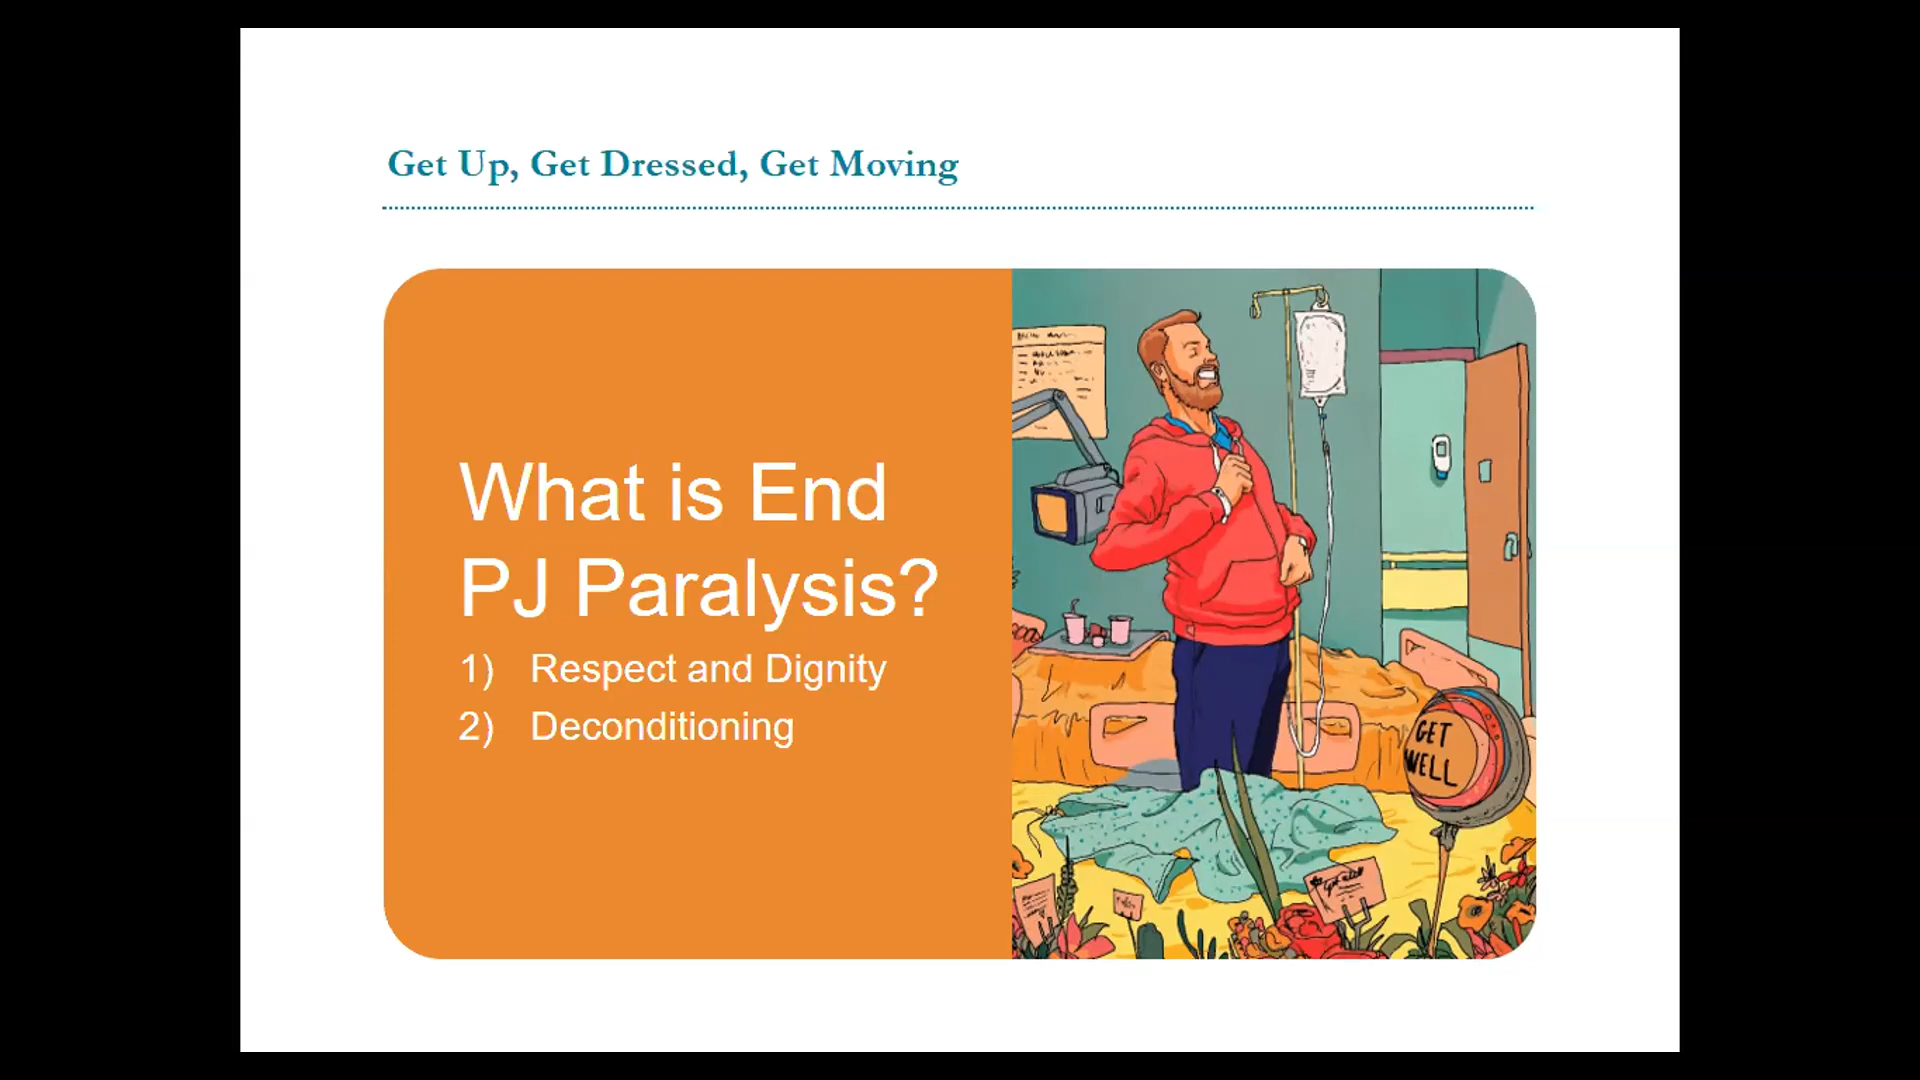 Get Up, Get Dressed, Get Moving
What is End
PJ Paralysis?
1) Respect and Dignity
2) Deconditioning
GET
WELL